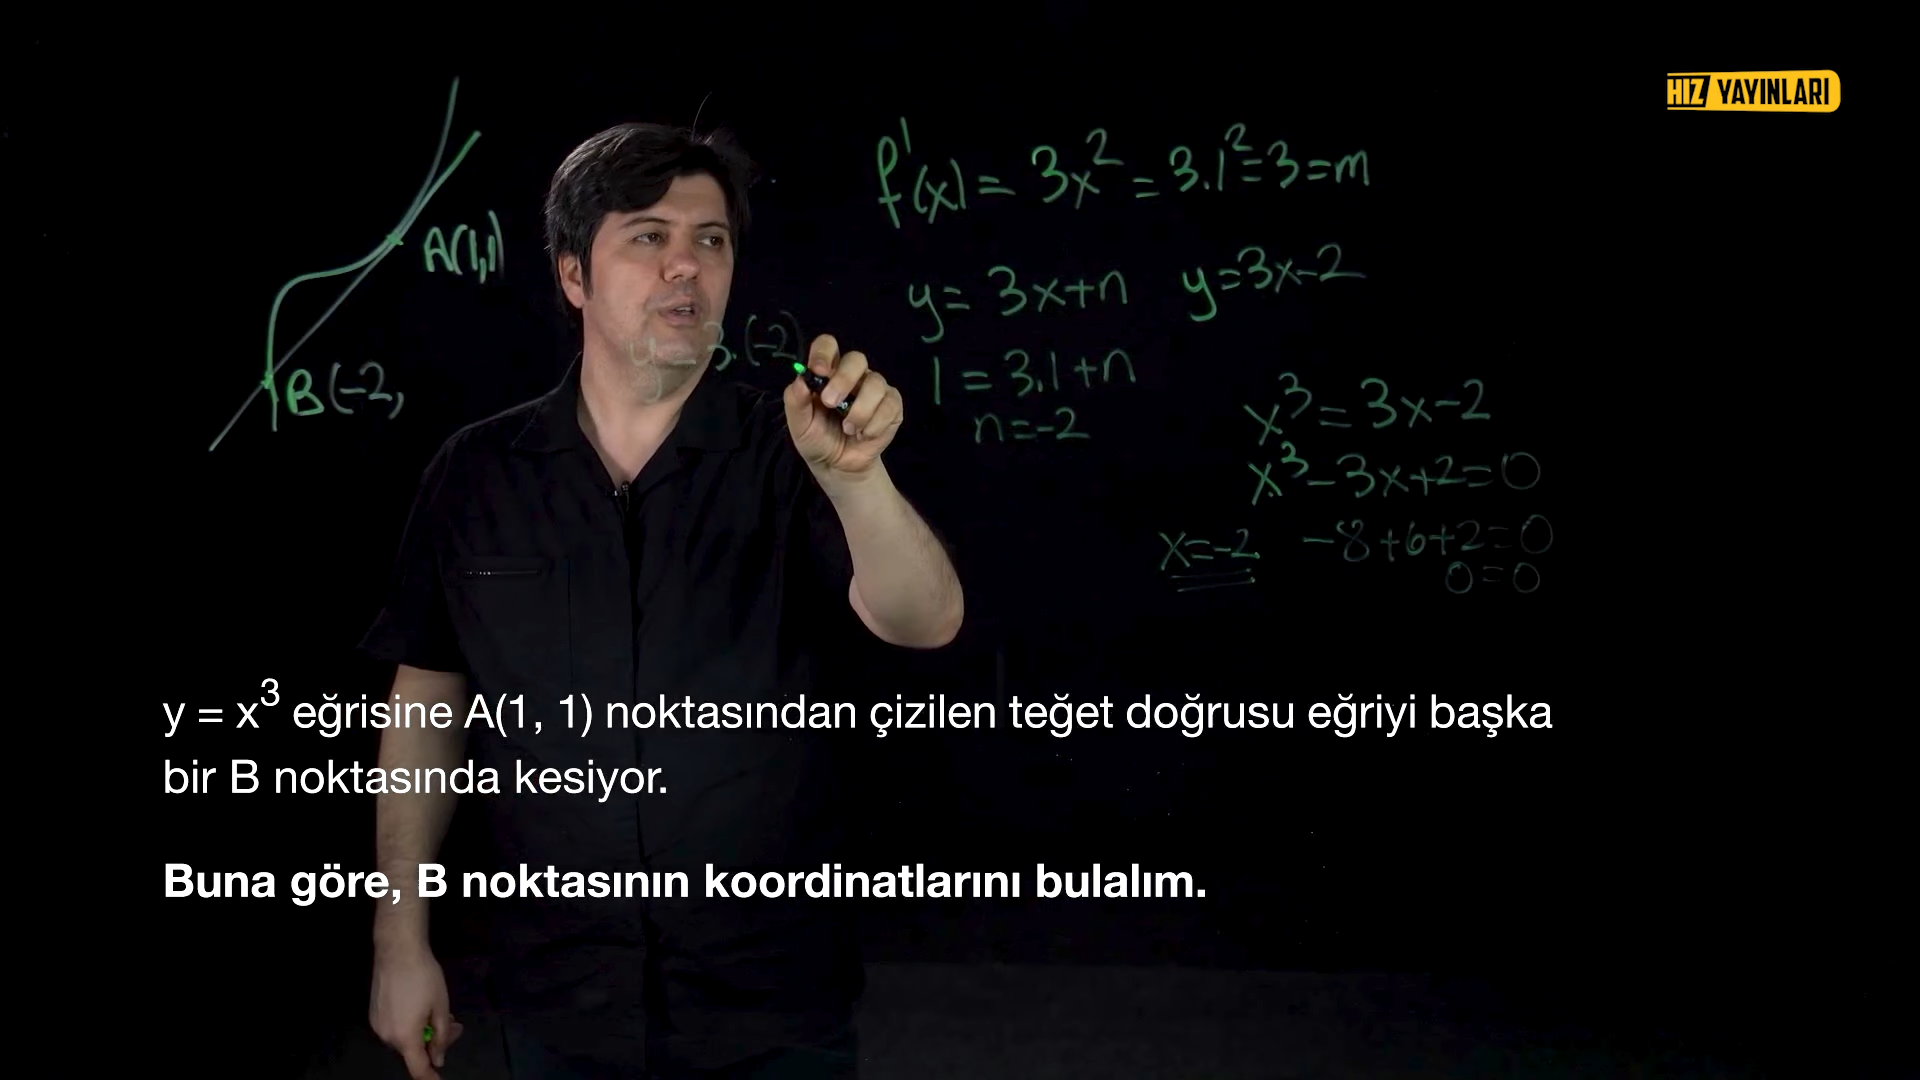 HIZ YAYINLARI
f'(x) = 3x² = 3.1² = 3 = m
A(1,1)
y = 3x+n y = 3x-2
y = 3.(-2)
1 = 3.1+n
B(-2,
n = -2
x³ = 3x-2
x³-3x+2=0
x=-2 -8+6+2=0
0=0
y = x³ eğrisine A(1, 1) noktasından çizilen teğet doğrusu eğriyi başka
bir B noktasında kesiyor.
Buna göre, B noktasının koordinatlarını bulalım.